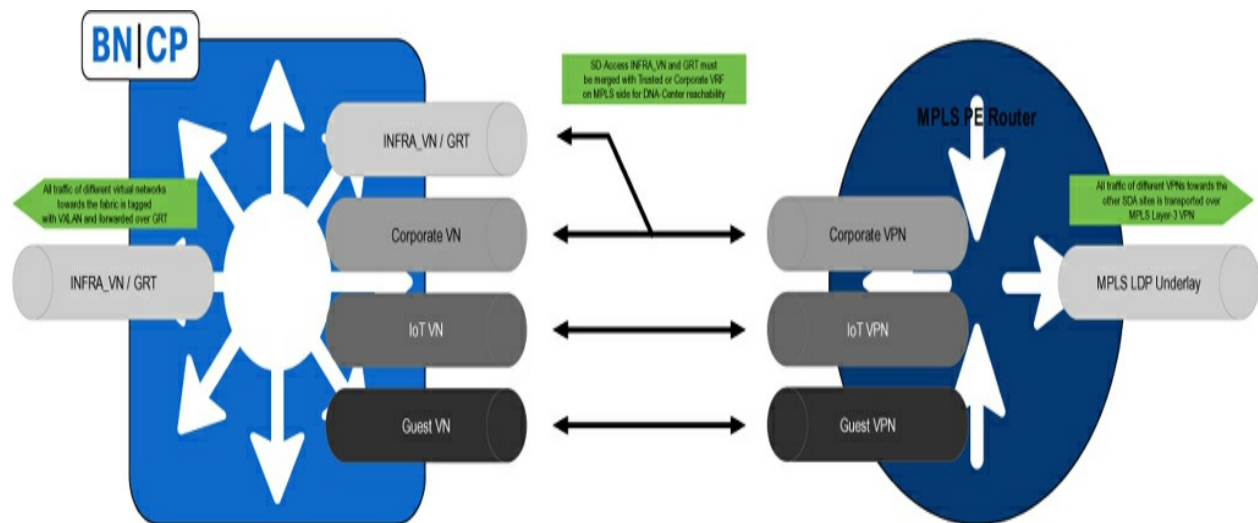 BN|CP
SD-Access INFRA_VN and GRT must
be merged with Trusted or Corporate VRF
on MPLS side for DNA-Center reachability
MPLS PE Router
INFRA_VN / GRT
All traffic of different virtual networks
towards the fabric is tagged
with VXLAN and forwarded over GRT
All traffic of different VPNs towards the
other SDA sites is transported over
MPLS Layer-3 VPN
Corporate VN
Corporate VPN
INFRA_VN / GRT
MPLS LDP Underlay
IoT VN
IoT VPN
Guest VN
Guest VPN